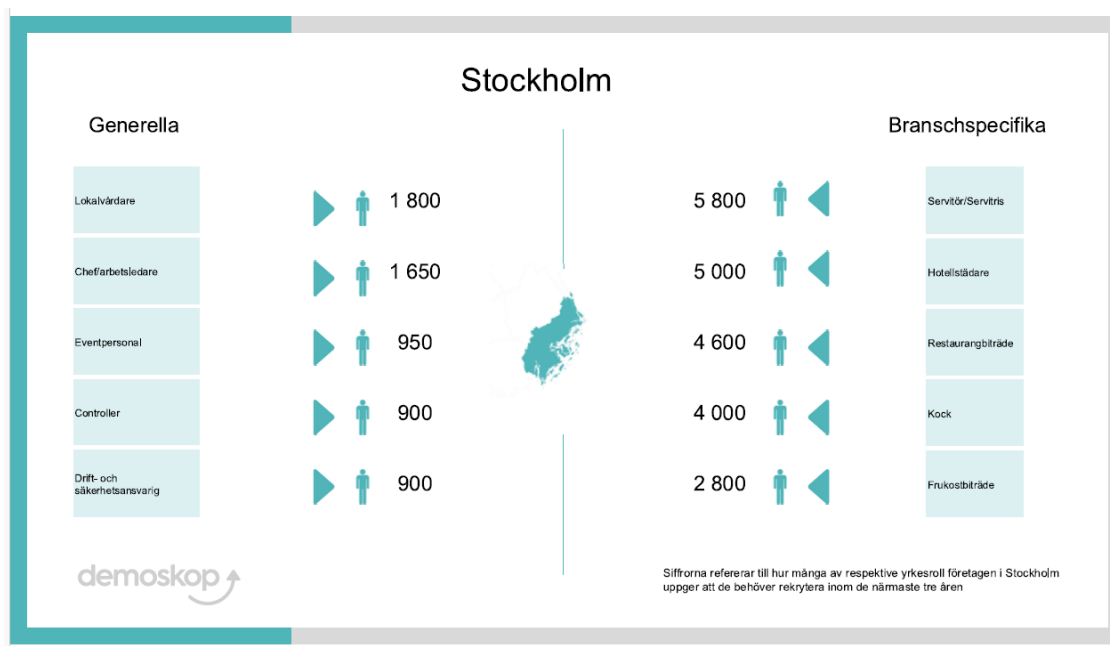 Stockholm
Generella
Branschspecifika
Lokalvårdare
1 800
5 800
Servitör/Servitris
Chef/arbetsledare
1 650
5 000
Hotellstädare
Eventpersonal
950
4 600
Restaurangbiträde
Controller
900
4 000
Kock
Drift- och
säkerhetsansvarig
900
2 800
Frukostbiträde
demoskop
Siffrorna refererar till hur många av respektive yrkesroll företagen i Stockholm
uppger att de behöver rekrytera inom de närmaste tre åren